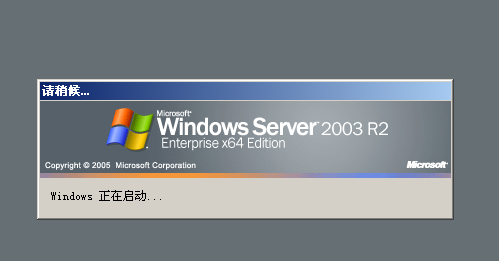 请稍候...
Microsoft
Windows Server 2003 R2
Enterprise x64 Edition
Copyright © 2005 Microsoft Corporation
Microsoft
Windows 正在启动...